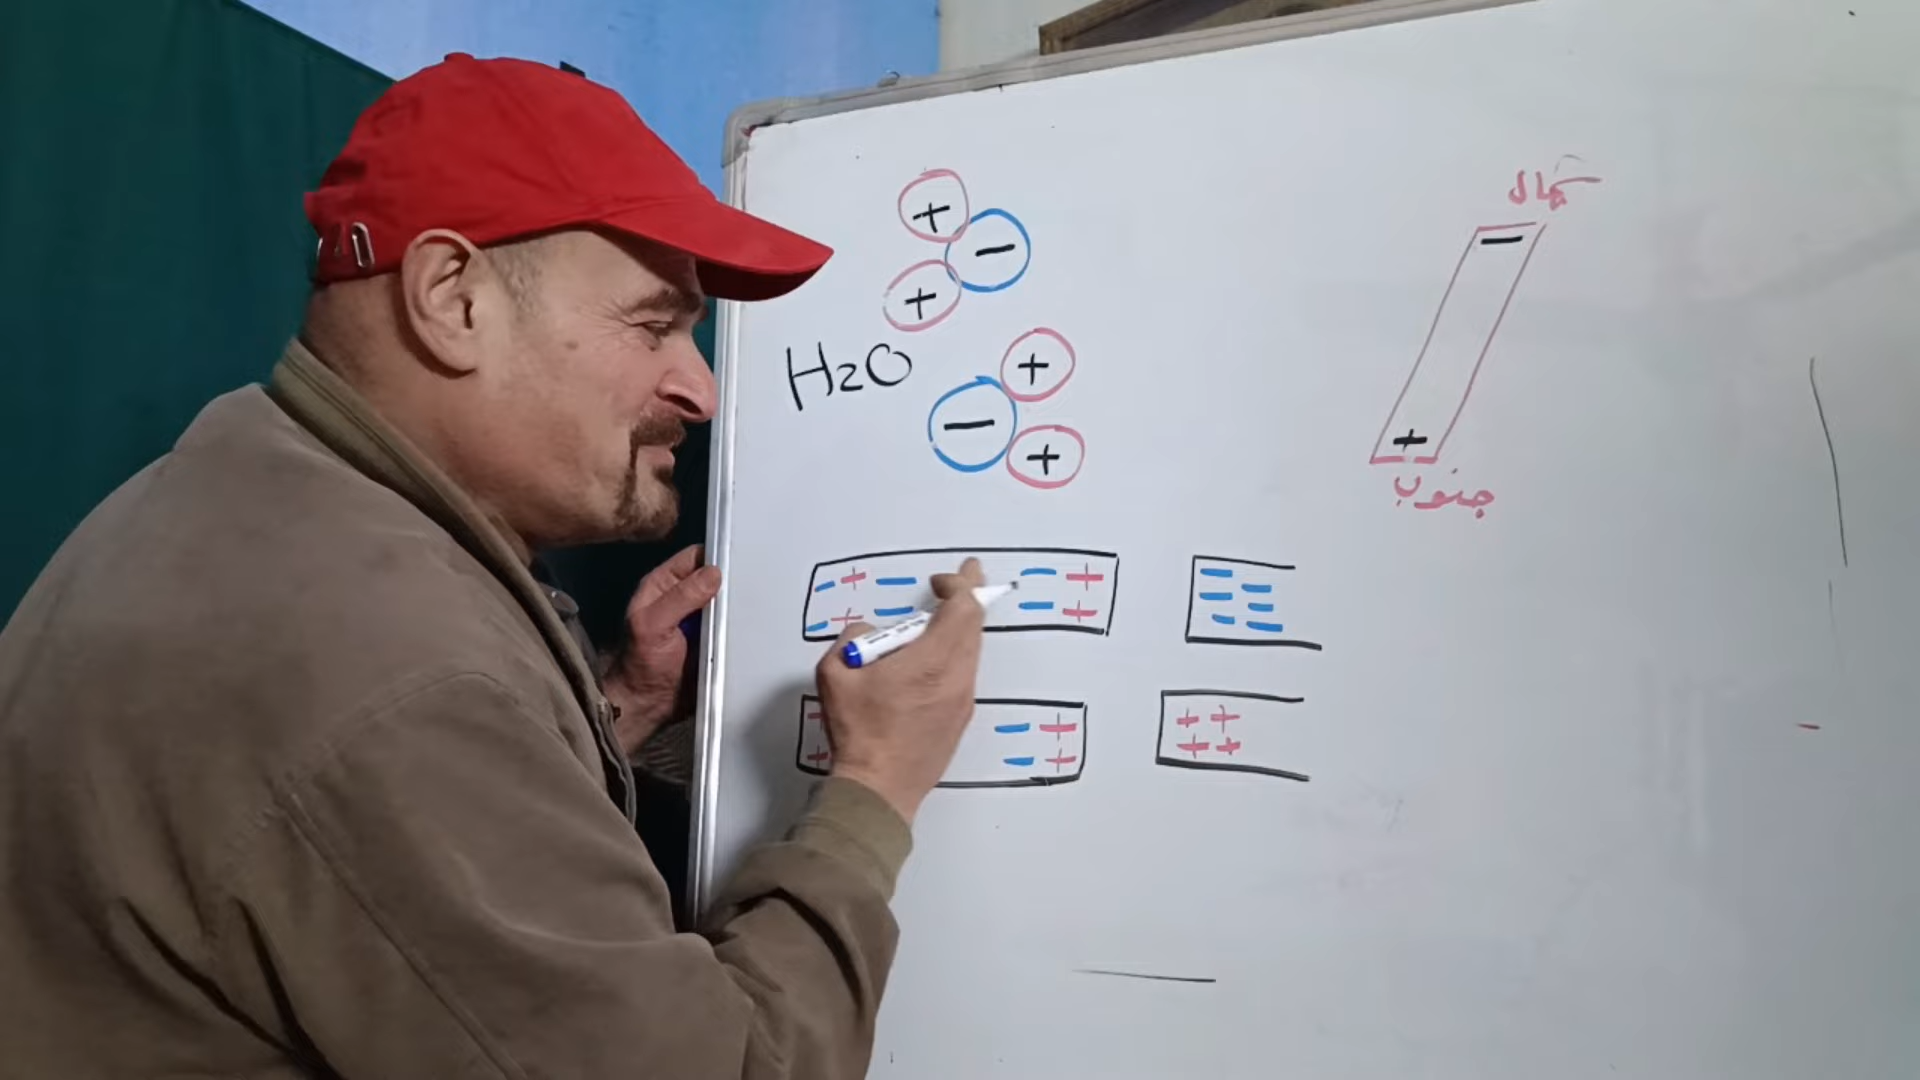 شمال
+ -
+
H2O
+
- +
-
+
جنوب
- + - - +
- + - - +
- -
- -
- -
+ - +
+ - +
+ +
+ +